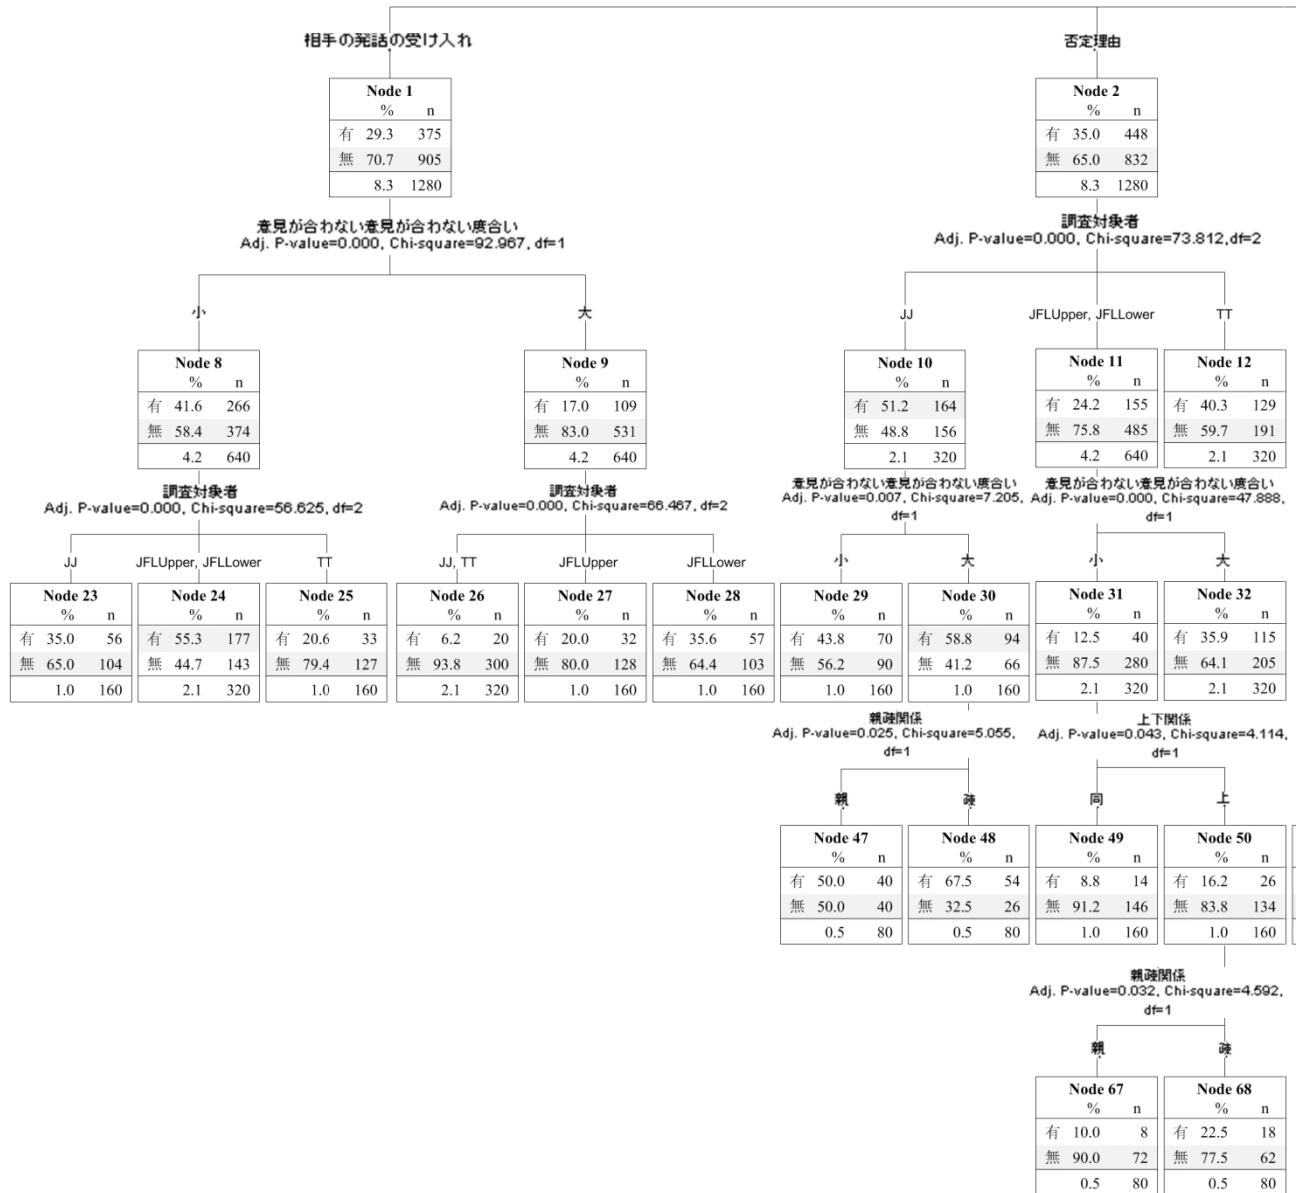 相手の発話の受け入れ
否定理由
Node 1
% n
有 29.3 375
無 70.7 905
8.3 1280
Node 2
% n
有 35.0 448
無 65.0 832
8.3 1280
意見が合わない意見が合わない度合い
Adj. P-value=0.000, Chi-square=92.967, df=1
調査対象者
Adj. P-value=0.000, Chi-square=73.812,df=2
小
大
JJ
JFLUpper, JFLLower
TT
Node 8
% n
有 41.6 266
無 58.4 374
4.2 640
Node 9
% n
有 17.0 109
無 83.0 531
4.2 640
Node 10
% n
有 51.2 164
無 48.8 156
2.1 320
Node 11
% n
有 24.2 155
無 75.8 485
4.2 640
Node 12
% n
有 40.3 129
無 59.7 191
2.1 320
調査対象者
Adj. P-value=0.000, Chi-square=56.625, df=2
調査対象者
Adj. P-value=0.000, Chi-square=66.467, df=2
意見が合わない意見が合わない度合い
Adj. P-value=0.007, Chi-square=7.205,
df=1
意見が合わない意見が合わない度合い
Adj. P-value=0.000, Chi-square=47.888,
df=1
JJ
JFLUpper, JFLLower
TT
JJ, TT
JFLUpper
JFLLower
小
大
小
大
Node 23
% n
有 35.0 56
無 65.0 104
1.0 160
Node 24
% n
有 55.3 177
無 44.7 143
2.1 320
Node 25
% n
有 20.6 33
無 79.4 127
1.0 160
Node 26
% n
有 6.2 20
無 93.8 300
2.1 320
Node 27
% n
有 20.0 32
無 80.0 128
1.0 160
Node 28
% n
有 35.6 57
無 64.4 103
1.0 160
Node 29
% n
有 43.8 70
無 56.2 90
1.0 160
Node 30
% n
有 58.8 94
無 41.2 66
1.0 160
Node 31
% n
有 12.5 40
無 87.5 280
2.1 320
Node 32
% n
有 35.9 115
無 64.1 205
2.1 320
親疎関係
Adj. P-value=0.025, Chi-square=5.055,
df=1
上下関係
Adj. P-value=0.043, Chi-square=4.114,
df=1
親
疎
同
上
Node 47
% n
有 50.0 40
無 50.0 40
0.5 80
Node 48
% n
有 67.5 54
無 32.5 26
0.5 80
Node 49
% n
有 8.8 14
無 91.2 146
1.0 160
Node 50
% n
有 16.2 26
無 83.8 134
1.0 160
親疎関係
Adj. P-value=0.032, Chi-square=4.592,
df=1
親
疎
Node 67
% n
有 10.0 8
無 90.0 72
0.5 80
Node 68
% n
有 22.5 18
無 77.5 62
0.5 80